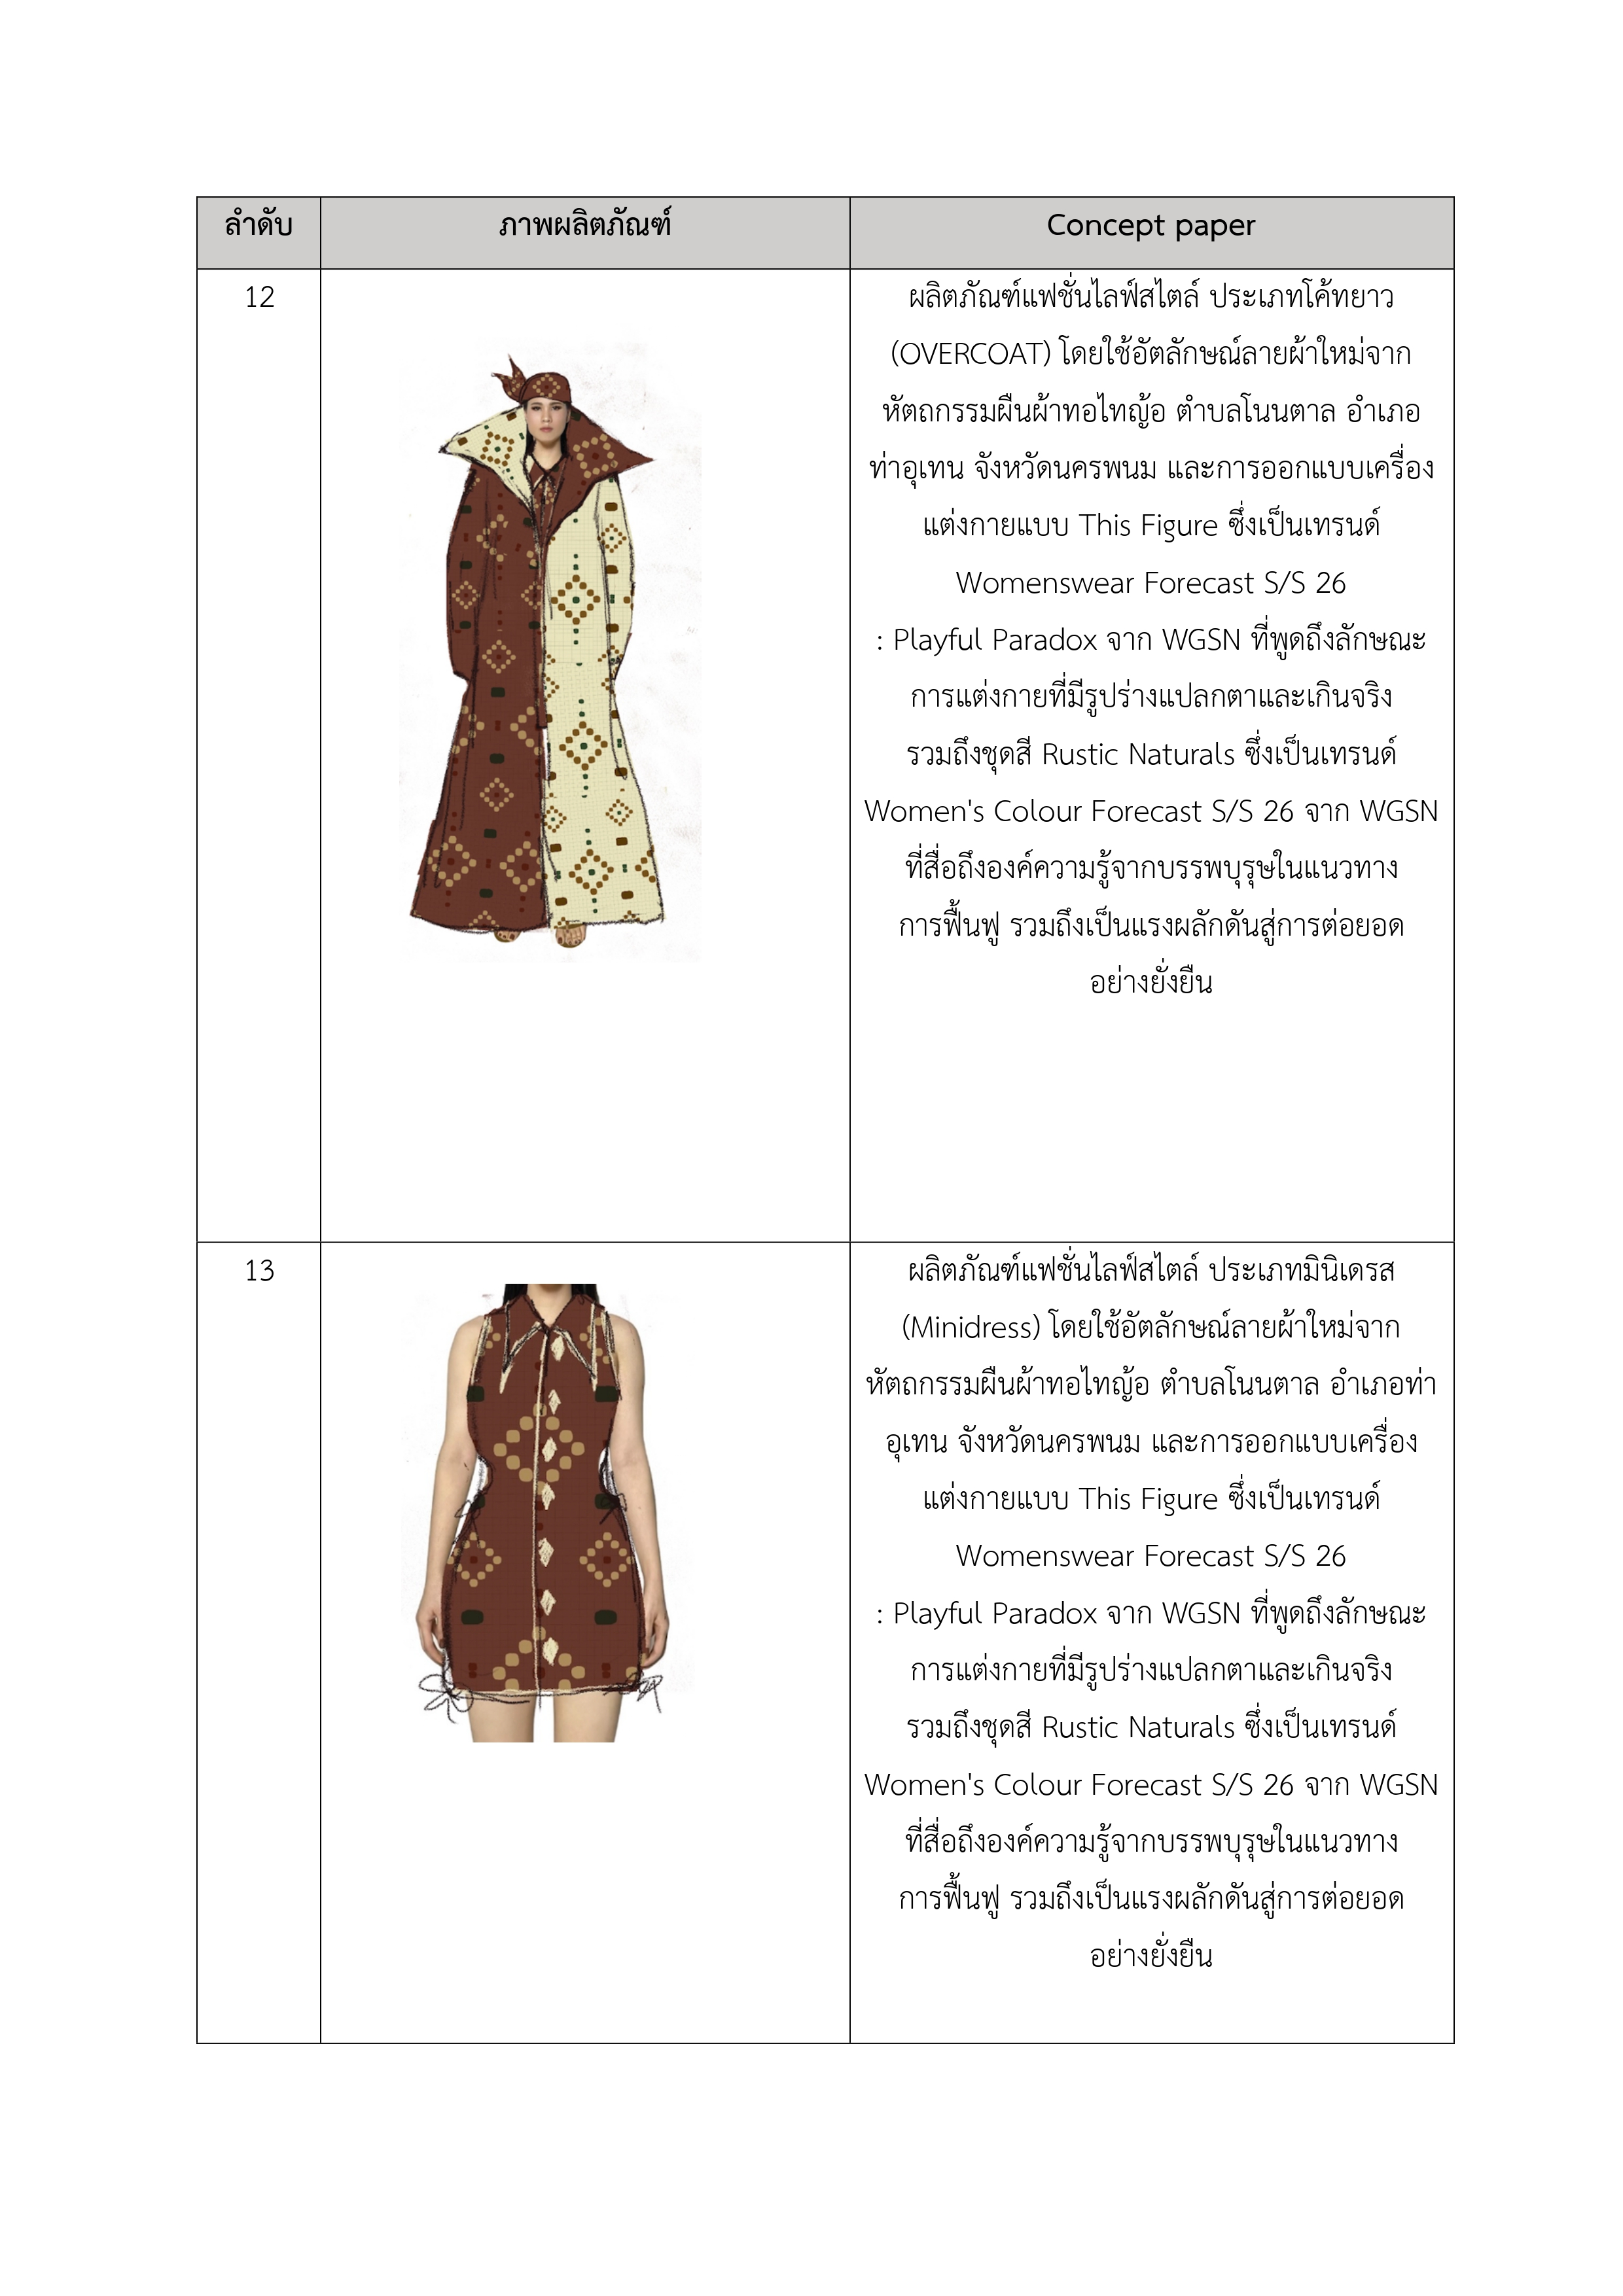 ลำดับ
ภาพผลิตภัณฑ์
Concept paper
12
ผลิตภัณฑ์แฟชั่นไลฟ์สไตล์ ประเภทโค้ทยาว
(OVERCOAT) โดยใช้อัตลักษณ์ลายผ้าใหม่จาก
หัตถกรรมผืนผ้าทอไทญ้อ ตำบลโนนตาล อำเภอ
ท่าอุเทน จังหวัดนครพนม และการออกแบบเครื่อง
แต่งกายแบบ This Figure ซึ่งเป็นเทรนด์
Womenswear Forecast S/S 26
: Playful Paradox จาก WGSN ที่พูดถึงลักษณะ
การแต่งกายที่มีรูปร่างแปลกตาและเกินจริง
รวมถึงชุดสี Rustic Naturals ซึ่งเป็นเทรนด์
Women's Colour Forecast S/S 26 จาก WGSN
ที่สื่อถึงองค์ความรู้จากบรรพบุรุษในแนวทาง
การฟื้นฟู รวมถึงเป็นแรงผลักดันสู่การต่อยอด
อย่างยั่งยืน
13
ผลิตภัณฑ์แฟชั่นไลฟ์สไตล์ ประเภทมินิเดรส
(Minidress) โดยใช้อัตลักษณ์ลายผ้าใหม่จาก
หัตถกรรมผืนผ้าทอไทญ้อ ตำบลโนนตาล อำเภอท่า
อุเทน จังหวัดนครพนม และการออกแบบเครื่อง
แต่งกายแบบ This Figure ซึ่งเป็นเทรนด์
Womenswear Forecast S/S 26
: Playful Paradox จาก WGSN ที่พูดถึงลักษณะ
การแต่งกายที่มีรูปร่างแปลกตาและเกินจริง
รวมถึงชุดสี Rustic Naturals ซึ่งเป็นเทรนด์
Women's Colour Forecast S/S 26 จาก WGSN
ที่สื่อถึงองค์ความรู้จากบรรพบุรุษในแนวทาง
การฟื้นฟู รวมถึงเป็นแรงผลักดันสู่การต่อยอด
อย่างยั่งยืน